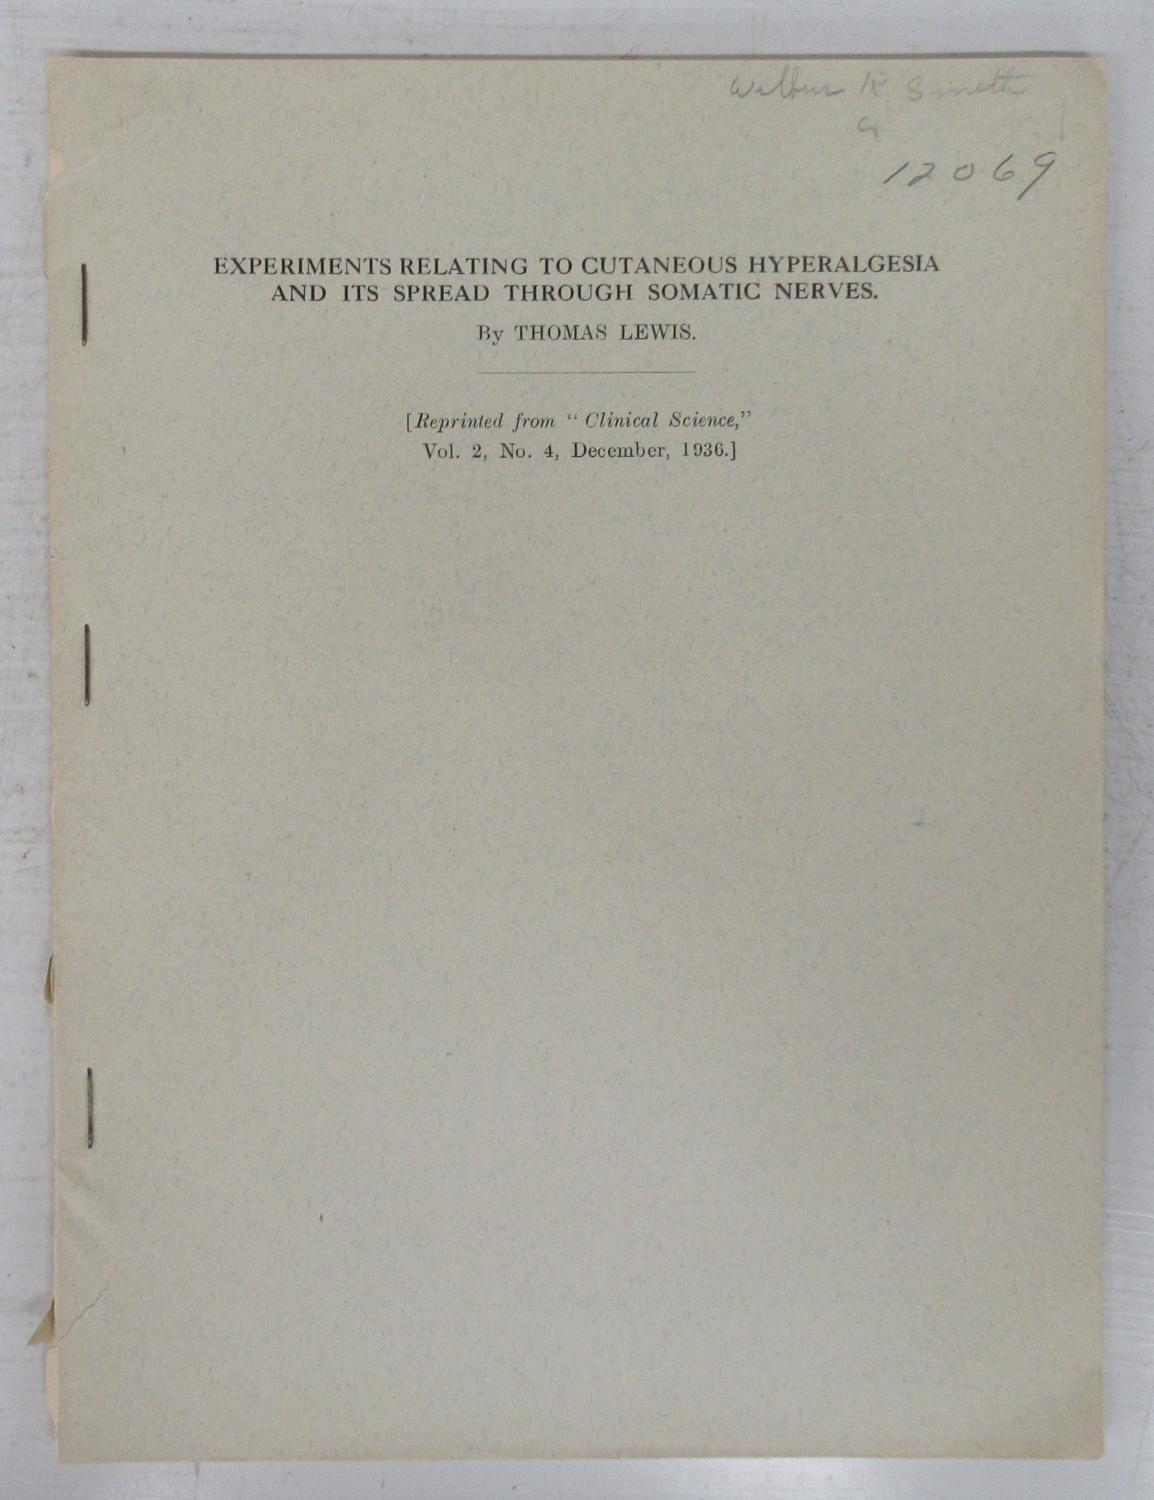 Wilbur K Smith
G
12069
EXPERIMENTS RELATING TO CUTANEOUS HYPERALGESIA
AND ITS SPREAD THROUGH SOMATIC NERVES.
By THOMAS LEWIS.
[Reprinted from “ Clinical Science,”
Vol. 2, No. 4, December, 1936.]